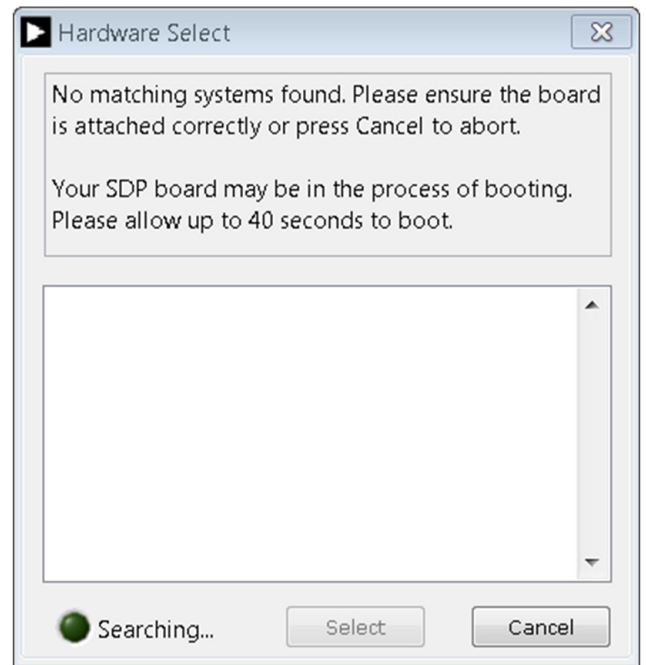 Hardware Select
No matching systems found. Please ensure the board
is attached correctly or press Cancel to abort.
Your SDP board may be in the process of booting.
Please allow up to 40 seconds to boot.
Searching...
Select
Cancel